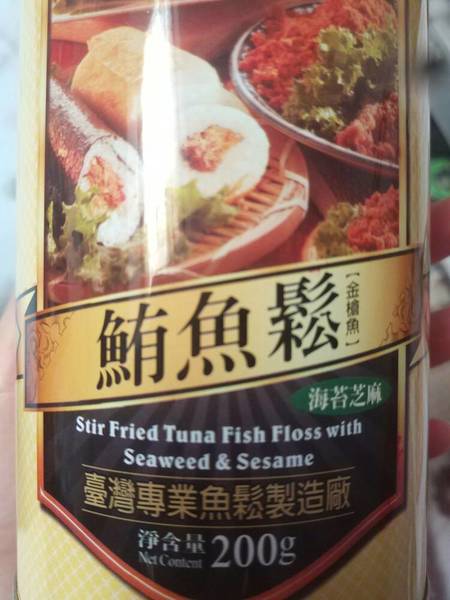 鮪魚鬆
【金槍魚】
海苔芝麻
Stir Fried Tuna Fish Floss with
Seaweed & Sesame
臺灣專業魚鬆製造廠
淨含量
Net Content 200g